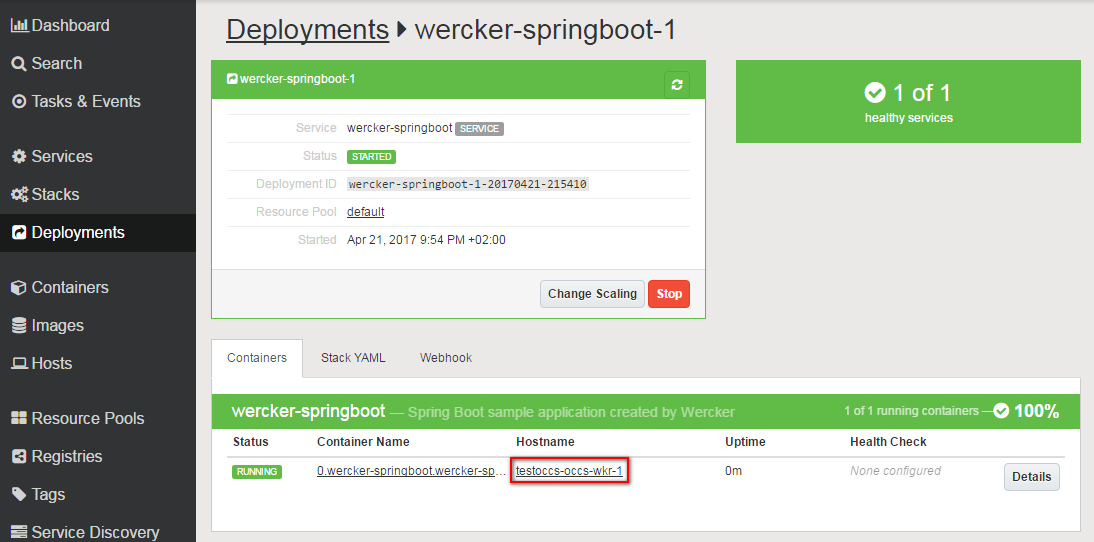 Dashboard
Search
Tasks & Events
Services
Stacks
Deployments
Containers
Images
Hosts
Resource Pools
Registries
Tags
Service Discovery
Deployments wercker-springboot-1
wercker-springboot-1
Service wercker-springboot SERVICE
Status STARTED
Deployment ID wercker-springboot-1-20170421-215410
Resource Pool default
Started Apr 21, 2017 9:54 PM +02:00
Change Scaling Stop
1 of 1
healthy services
Containers Stack YAML Webhook
wercker-springboot — Spring Boot sample application created by Wercker 1 of 1 running containers — 100%
Status Container Name Hostname Uptime Health Check
RUNNING 0.wercker-springboot.wercker-sp... testoccs-occs-wkr-1 0m None configured Details